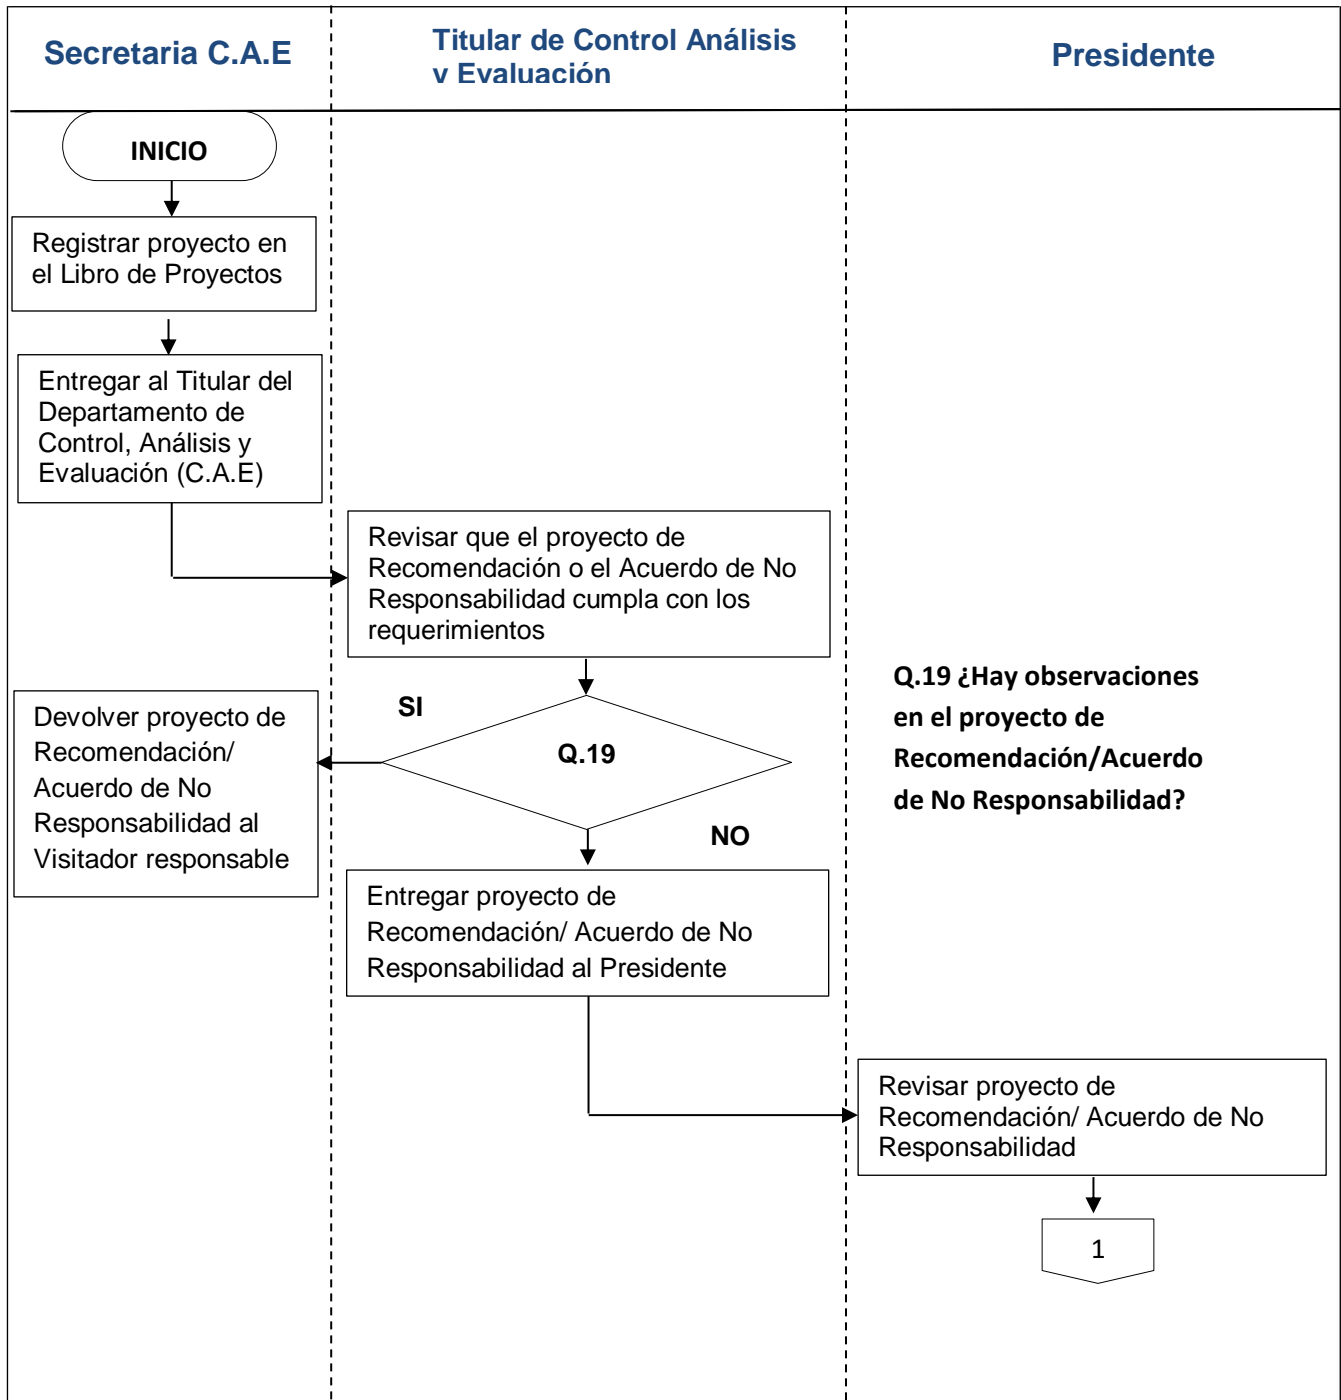 Secretaria C.A.E
Titular de Control Análisis
y Evaluación
Presidente
INICIO
Registrar proyecto en
el Libro de Proyectos
Entregar al Titular del
Departamento de
Control, Análisis y
Evaluación (C.A.E)
Revisar que el proyecto de
Recomendación o el Acuerdo de No
Responsabilidad cumpla con los
requerimientos
Q.19 ¿Hay observaciones
en el proyecto de
Recomendación/Acuerdo
de No Responsabilidad?
SI
Q.19
NO
Devolver proyecto de
Recomendación/
Acuerdo de No
Responsabilidad al
Visitador responsable
Entregar proyecto de
Recomendación/ Acuerdo de No
Responsabilidad al Presidente
Revisar proyecto de
Recomendación/ Acuerdo de No
Responsabilidad
1